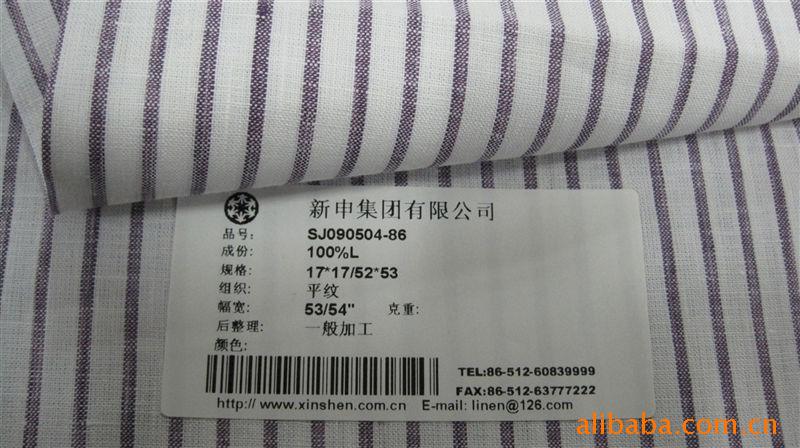 新申集团有限公司
品号: SJ090504-86
成份: 100%L
规格: 17*17/52*53
组织: 平纹
幅宽: 53/54" 克重:
后整理: 一般加工
颜色:
TEL:86-512-60839999
FAX:86-512-63777222
http://www.xinshen.com.cn E-mail: linen@126.com
alibaba.com.cn